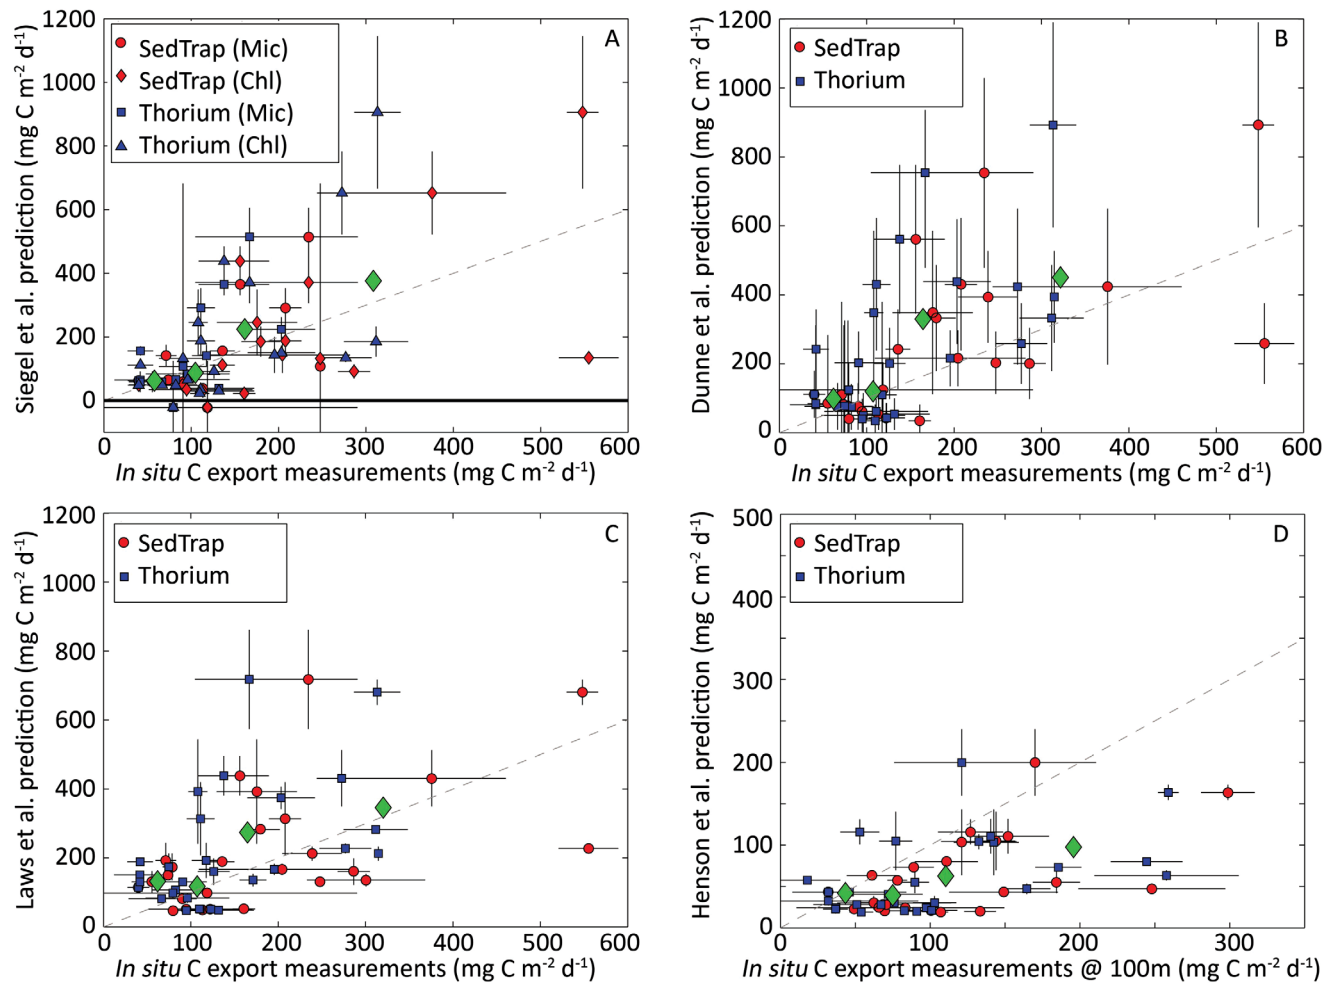 A
Siegel et al. prediction (mg C m-2 d-1)
1200
1000
800
600
400
200
0
SedTrap (Mic)
SedTrap (Chl)
Thorium (Mic)
Thorium (Chl)
0 100 200 300 400 500 600
In situ C export measurements (mg C m-2 d-1)
B
Dunne et al. prediction (mg C m-2 d-1)
1200
1000
800
600
400
200
0
SedTrap
Thorium
0 100 200 300 400 500 600
In situ C export measurements (mg C m-2 d-1)
C
Laws et al. prediction (mg C m-2 d-1)
1200
1000
800
600
400
200
0
SedTrap
Thorium
0 100 200 300 400 500 600
In situ C export measurements (mg C m-2 d-1)
D
Henson et al. prediction (mg C m-2 d-1)
500
400
300
200
100
0
SedTrap
Thorium
0 100 200 300
In situ C export measurements @ 100m (mg C m-2 d-1)